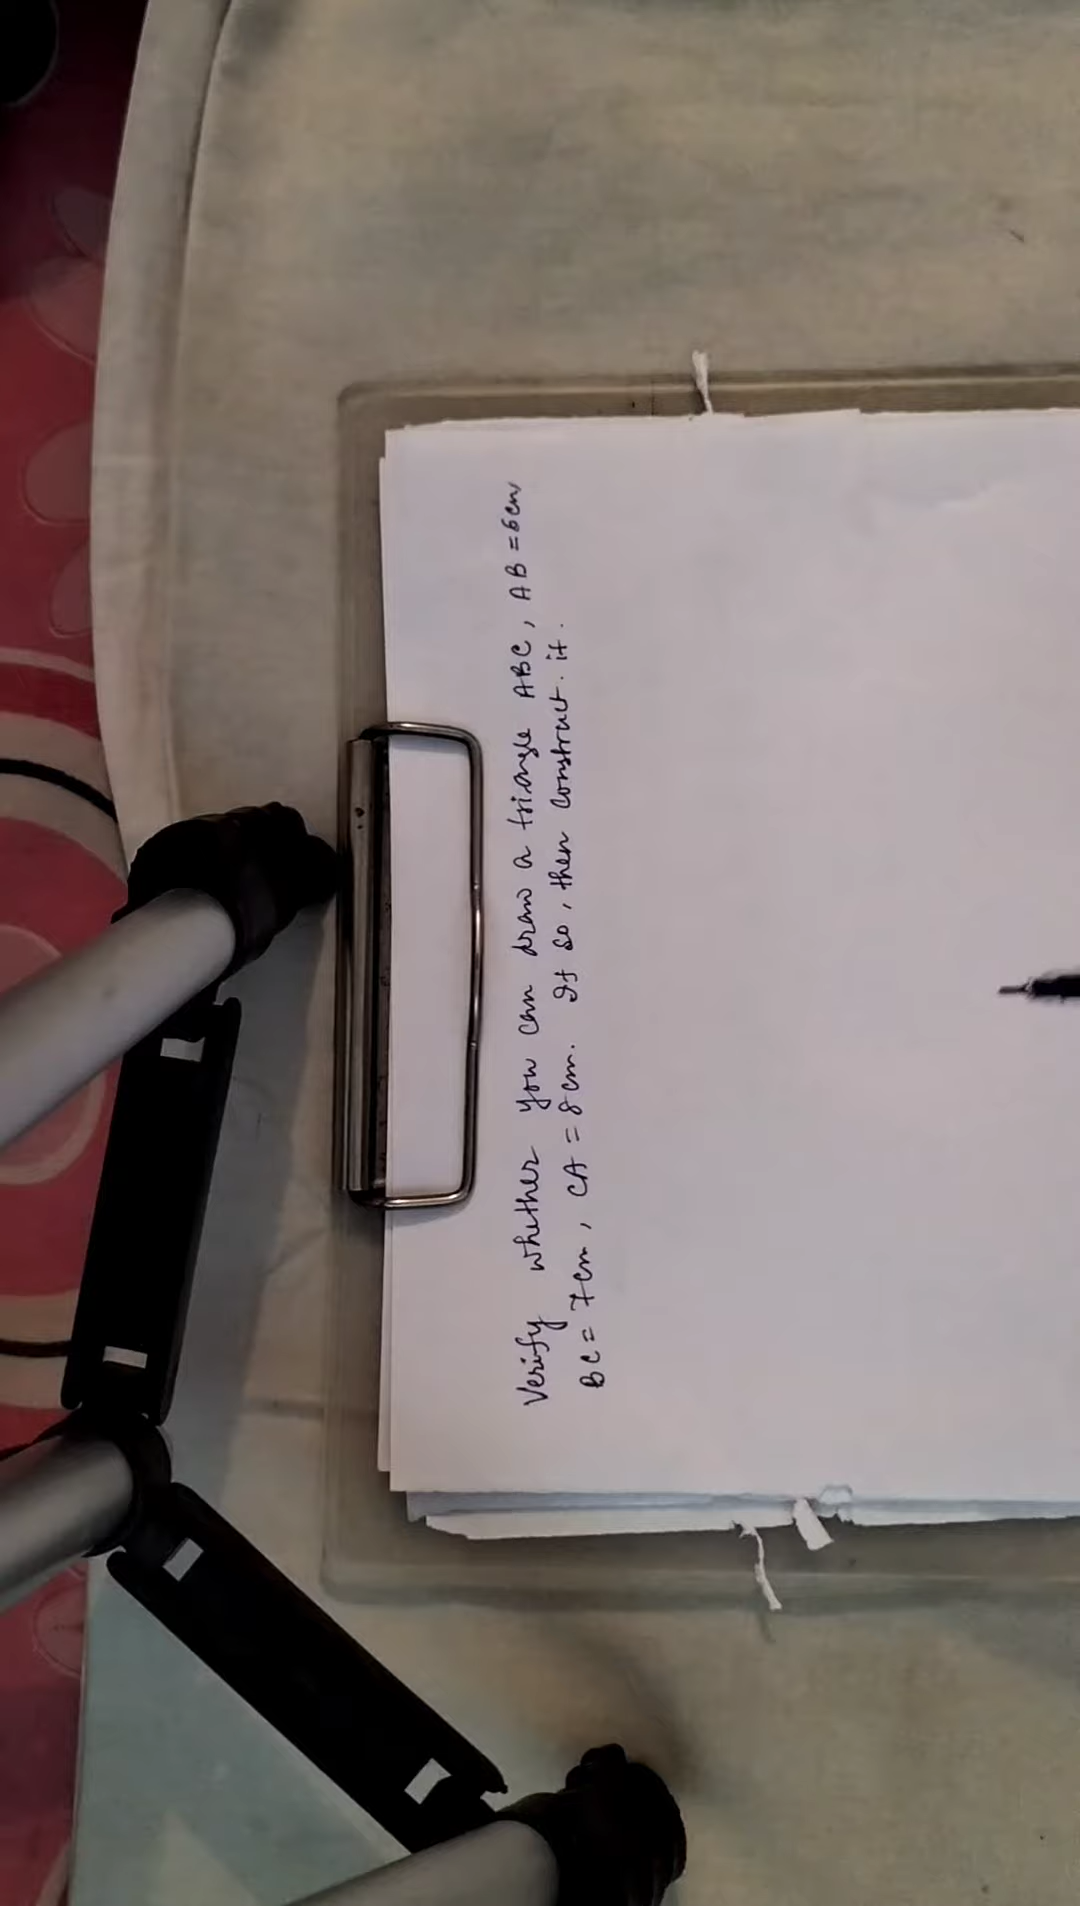 Verify whether you can draw a triangle ABC, AB = 6cm
BC = 7cm, CA = 8cm. If so, then construct it.